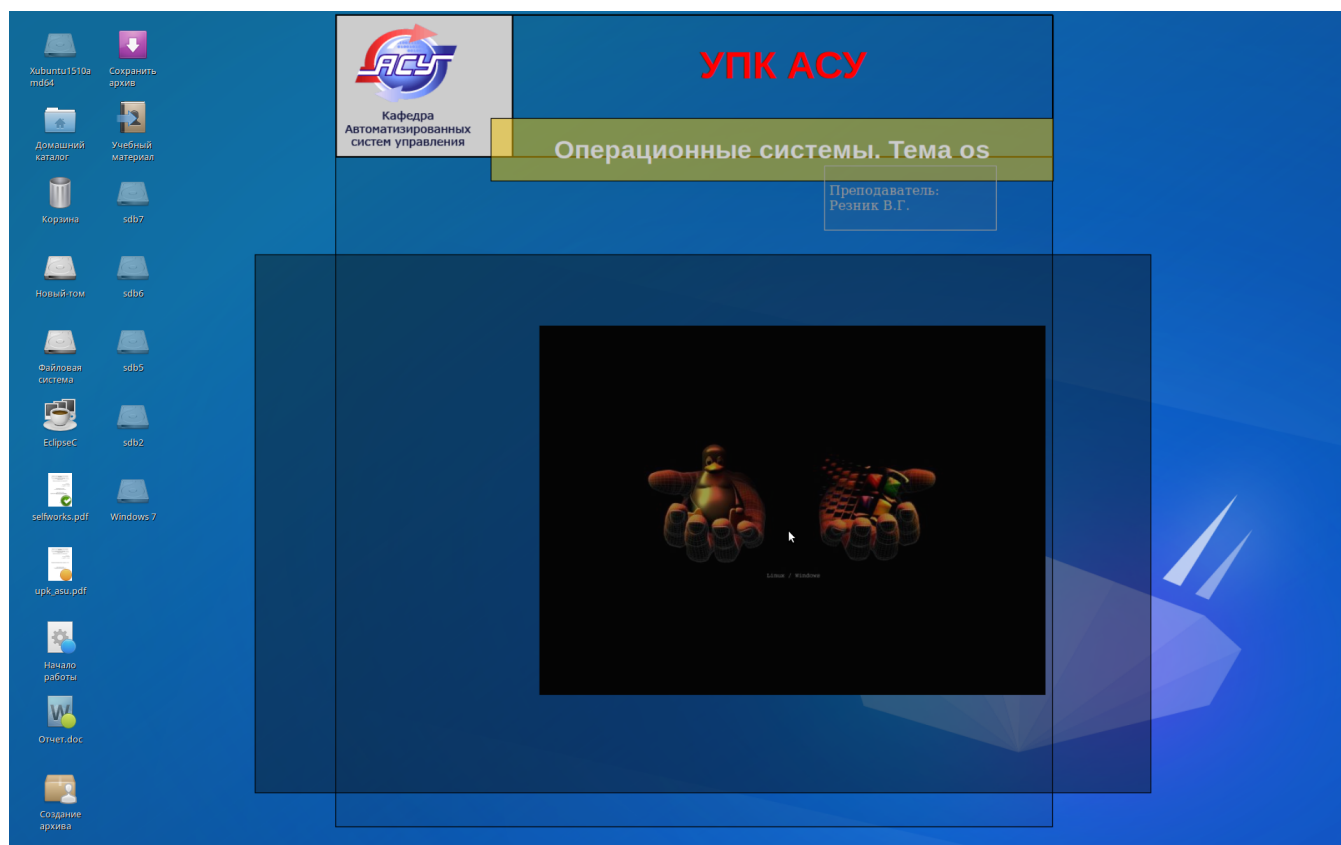 Xubuntu1510a
md64
Сохранить
архив
Домашний
каталог
Учебный
материал
Корзина
sdb7
Новый-том
sdb6
Файловая
система
sdb5
EclipseC
sdb2
selfworks.pdf
Windows 7
upk_asu.pdf
Начало
работы
W
Отчет.doc
Создание
архива
АСУ
Кафедра
Автоматизированных
систем управления
УПК АСУ
Операционные системы. Тема os
Преподаватель:
Резник В.Г.
Linux / Windows